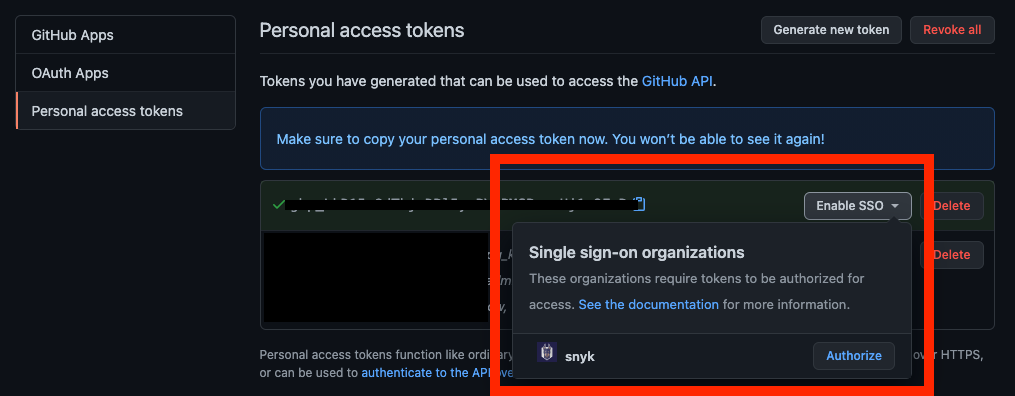 GitHub Apps
OAuth Apps
Personal access tokens
Personal access tokens
Generate new token
Revoke all
Tokens you have generated that can be used to access the GitHub API.
Make sure to copy your personal access token now. You won't be able to see it again!
Enable SSO
Delete
Delete
Single sign-on organizations
These organizations require tokens to be authorized for
access. See the documentation for more information.
snyk
Authorize
Personal access tokens function like over HTTPS,
or can be used to authenticate to the API